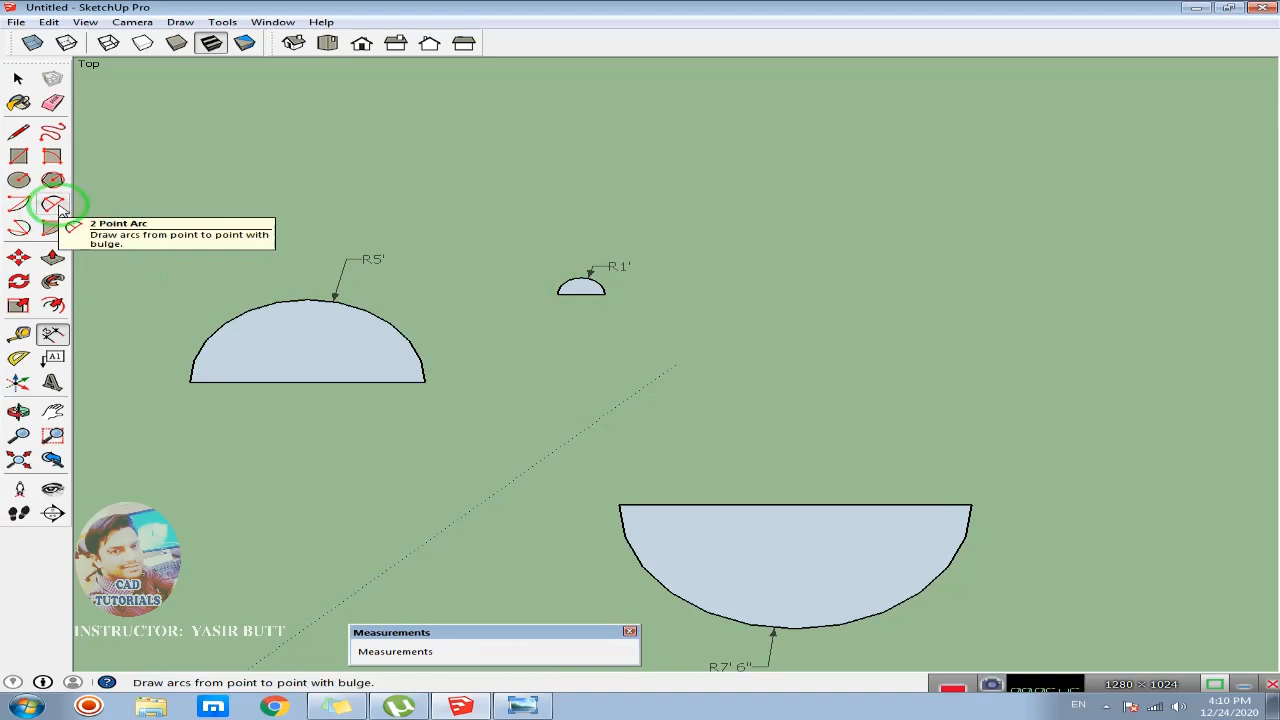 Untitled - SketchUp Pro
File Edit View Camera Draw Tools Window Help
Top
2 Point Arc
Draw arcs from point to point with
bulge.
R5'
R1'
A1
CAD
TUTORIALS
INSTRUCTOR: YASIR BUTT
Measurements
Measurements
R7' 6"
Draw arcs from point to point with bulge.
1280 × 1024
EN
4:10 PM
12/24/2020